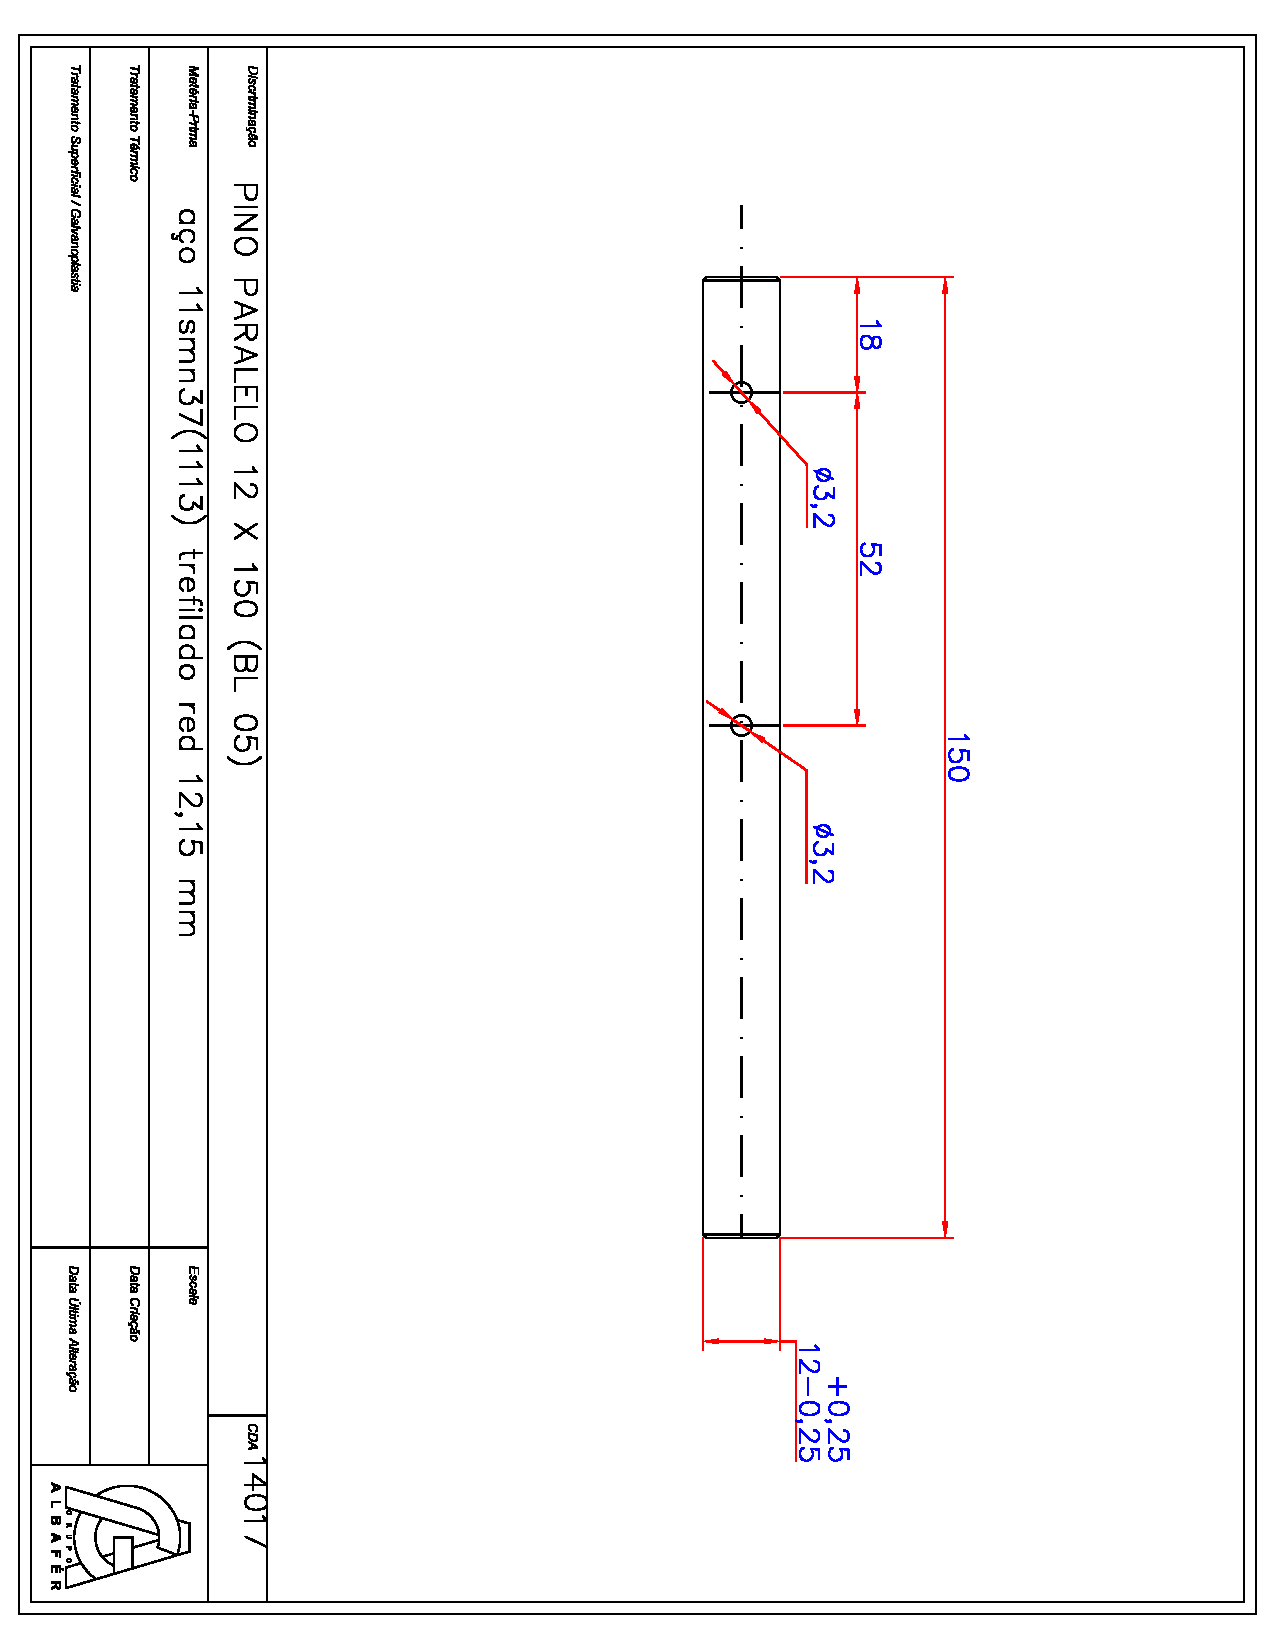 150
18
52
ø3,2
ø3,2
+0,25
12-0,25
Discriminação PINO PARALELO 12 X 150 (BL 05)
CDA 14017
Matéria-Prima aço 11smn37(1113) trefilado red 12,15 mm
Escala
Tratamento Térmico
Data Criação
Tratamento Superficial / Galvanoplastia
Data Última Alteração
GRUPO
ALBAFÉR